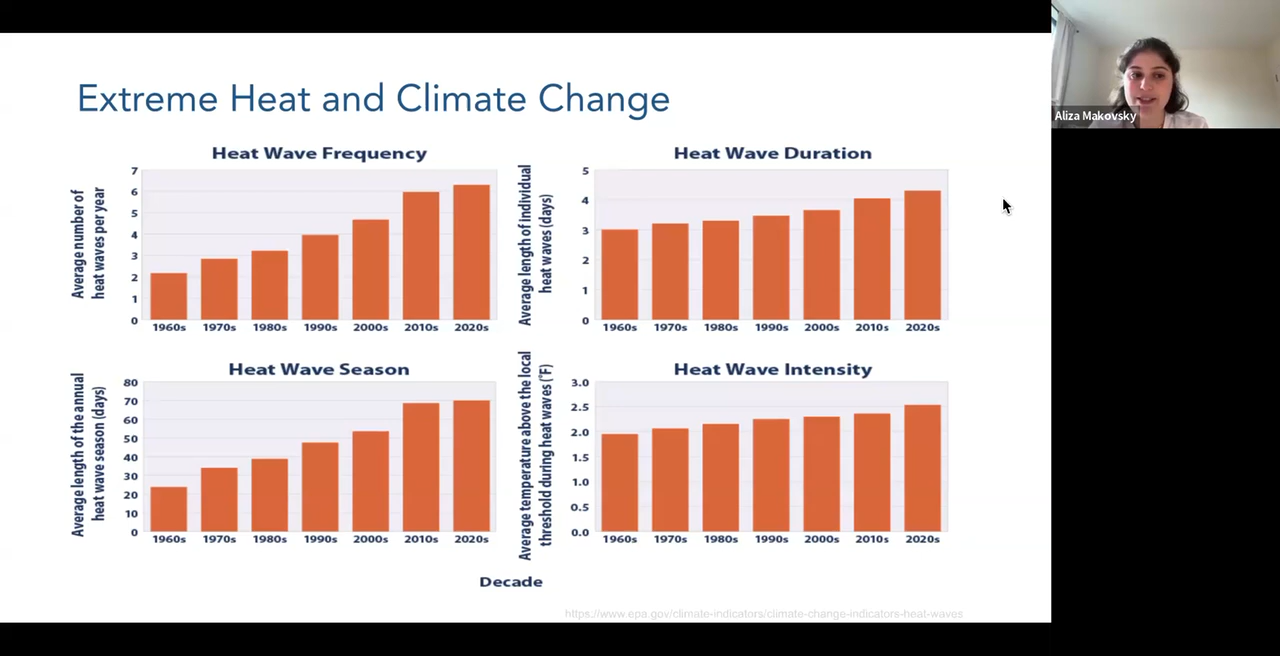 Extreme Heat and Climate Change
Aliza Makovsky
Heat Wave Frequency
Average number of
heat waves per year
7
6
5
4
3
2
1
0
1960s 1970s 1980s 1990s 2000s 2010s 2020s
Heat Wave Duration
Average length of individual
heat waves (days)
5
4
3
2
1
0
1960s 1970s 1980s 1990s 2000s 2010s 2020s
Heat Wave Season
Average length of the annual
heat wave season (days)
80
70
60
50
40
30
20
10
0
1960s 1970s 1980s 1990s 2000s 2010s 2020s
Heat Wave Intensity
Average temperature above the local
threshold during heat waves (°F)
3.0
2.5
2.0
1.5
1.0
0.5
0.0
1960s 1970s 1980s 1990s 2000s 2010s 2020s
Decade
https://www.epa.gov/climate-indicators/climate-change-indicators-heat-waves